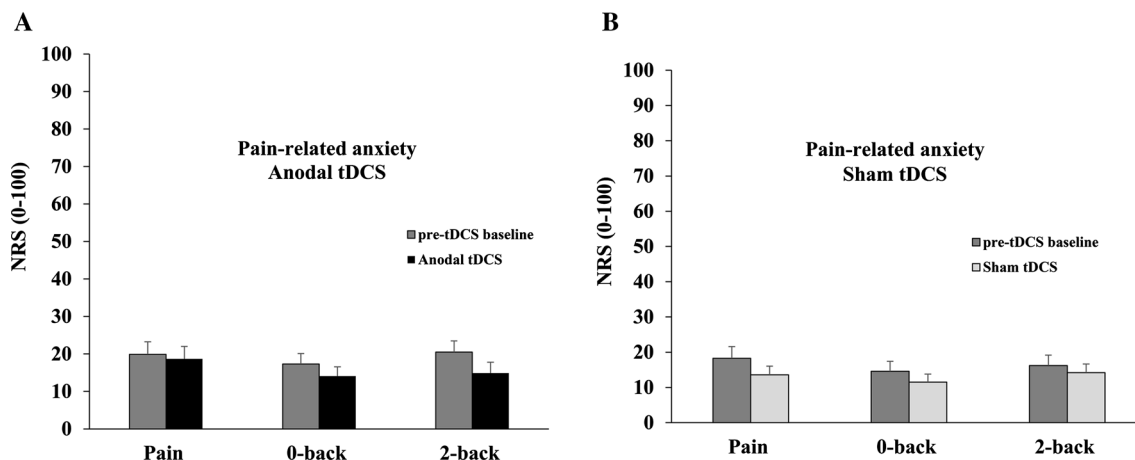 A
100
90
80
70
60
50
40
30
20
10
0
NRS (0-100)
Pain-related anxiety
Anodal tDCS
pre-tDCS baseline
Anodal tDCS
Pain
0-back
2-back
B
100
90
80
70
60
50
40
30
20
10
0
NRS (0-100)
Pain-related anxiety
Sham tDCS
pre-tDCS baseline
Sham tDCS
Pain
0-back
2-back